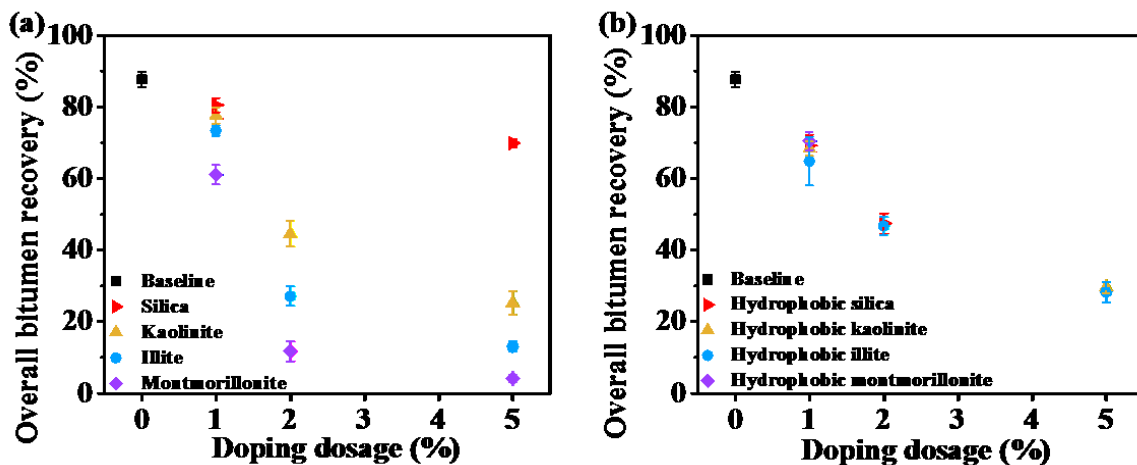 (a)
Overall bitumen recovery (%)
100
80
60
40
20
0
Baseline
Silica
Kaolinite
Illite
Montmorillonite
0 1 2 3 4 5
Doping dosage (%)
(b)
Overall bitumen recovery (%)
100
80
60
40
20
0
Baseline
Hydrophobic silica
Hydrophobic kaolinite
Hydrophobic illite
Hydrophobic montmorillonite
0 1 2 3 4 5
Doping dosage (%)